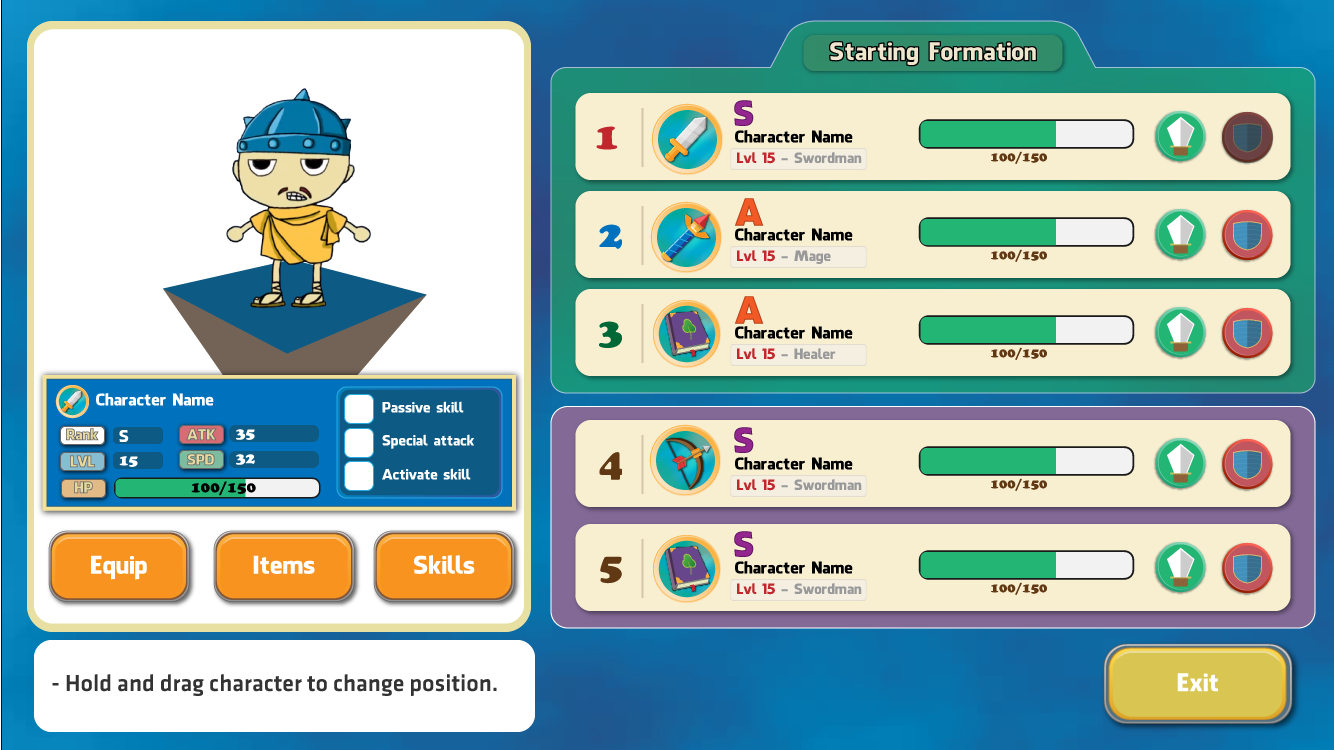 Character Name
Rank S ATK 35
LVL 15 SPD 32
HP 100/150
Passive skill
Special attack
Activate skill
Equip Items Skills
- Hold and drag character to change position.
Starting Formation
1
S
Character Name
Lvl 15 - Swordman
100/150
2
A
Character Name
Lvl 15 - Mage
100/150
3
A
Character Name
Lvl 15 - Healer
100/150
4
S
Character Name
Lvl 15 - Swordman
100/150
5
S
Character Name
Lvl 15 - Swordman
100/150
Exit